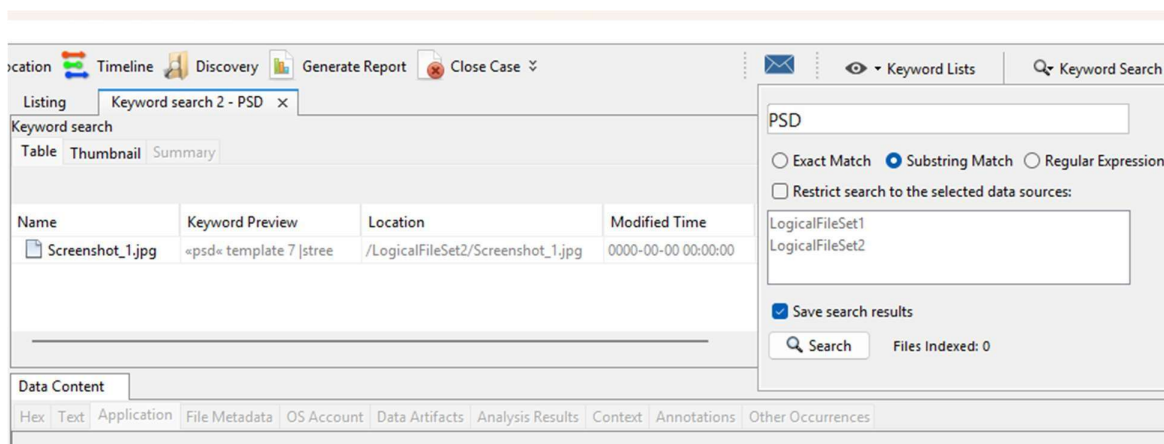 ocation Timeline Discovery Generate Report Close Case Keyword Lists Keyword Search
Listing Keyword search 2 - PSD ×
Keyword search
Table Thumbnail Summary
Name Keyword Preview Location Modified Time
Screenshot_1.jpg «psd« template 7 |stree /LogicalFileSet2/Screenshot_1.jpg 0000-00-00 00:00:00
PSD
Exact Match Substring Match Regular Expression
Restrict search to the selected data sources:
LogicalFileSet1
LogicalFileSet2
Save search results
Search Files Indexed: 0
Data Content
Hex Text Application File Metadata OS Account Data Artifacts Analysis Results Context Annotations Other Occurrences